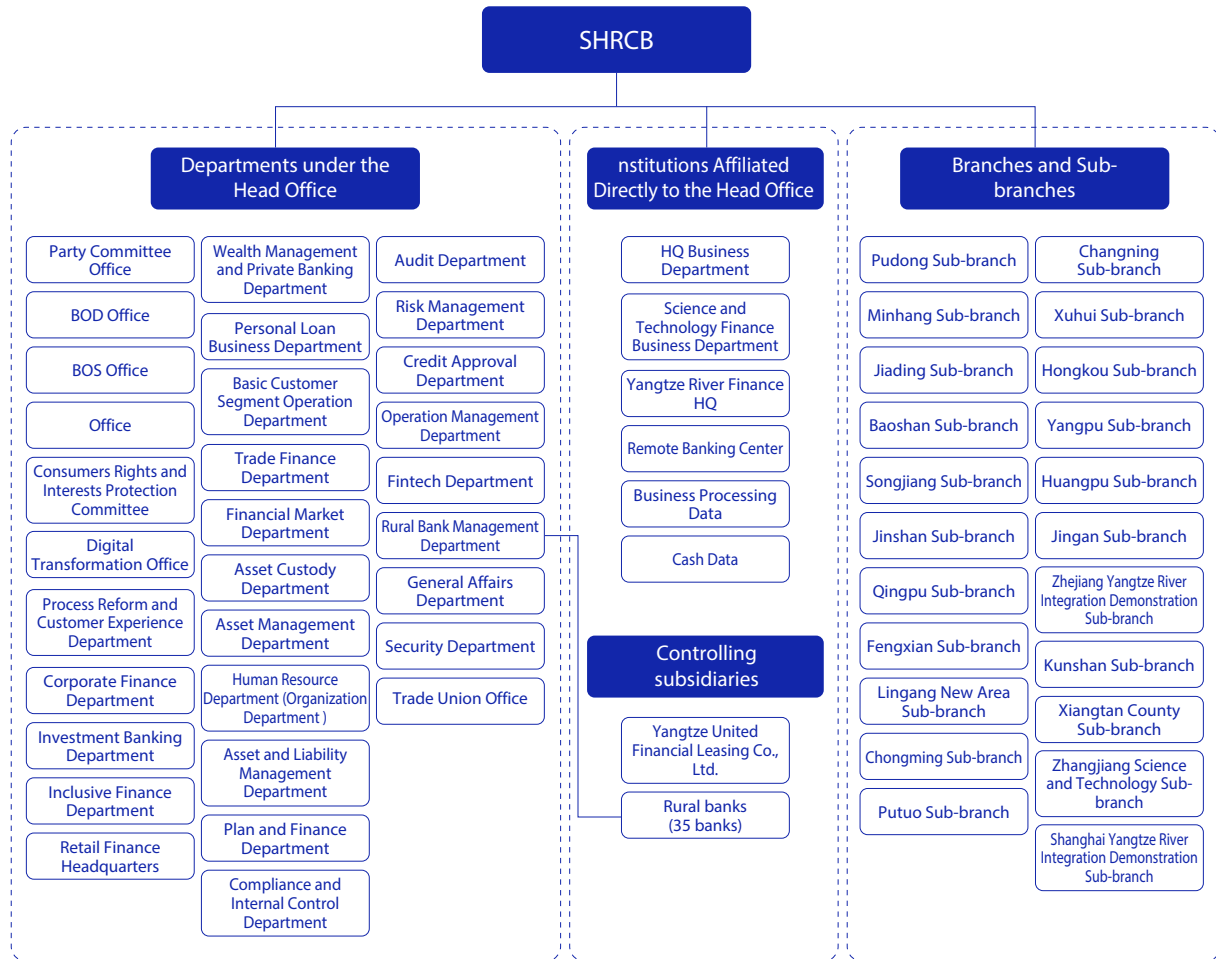 SHRCB
Departments under the
Head Office
Party Committee
Office
BOD Office
BOS Office
Office
Consumers Rights and
Interests Protection
Committee
Digital
Transformation Office
Process Reform and
Customer Experience
Department
Corporate Finance
Department
Investment Banking
Department
Inclusive Finance
Department
Retail Finance
Headquarters
Wealth Management
and Private Banking
Department
Personal Loan
Business Department
Basic Customer
Segment Operation
Department
Trade Finance
Department
Financial Market
Department
Asset Custody
Department
Asset Management
Department
Human Resource
Department (Organization
Department )
Asset and Liability
Management
Department
Plan and Finance
Department
Compliance and
Internal Control
Department
Audit Department
Risk Management
Department
Credit Approval
Department
Operation Management
Department
Fintech Department
Rural Bank Management
Department
General Affairs
Department
Security Department
Trade Union Office
nstitutions Affiliated
Directly to the Head Office
HQ Business
Department
Science and
Technology Finance
Business Department
Yangtze River Finance
HQ
Remote Banking Center
Business Processing
Data
Cash Data
Controlling
subsidiaries
Yangtze United
Financial Leasing Co.,
Ltd.
Rural banks
(35 banks)
Branches and Sub-
branches
Pudong Sub-branch
Minhang Sub-branch
Jiading Sub-branch
Baoshan Sub-branch
Songjiang Sub-branch
Jinshan Sub-branch
Qingpu Sub-branch
Fengxian Sub-branch
Lingang New Area
Sub-branch
Chongming Sub-branch
Putuo Sub-branch
Changning
Sub-branch
Xuhui Sub-branch
Hongkou Sub-branch
Yangpu Sub-branch
Huangpu Sub-branch
Jingan Sub-branch
Zhejiang Yangtze River
Integration Demonstration
Sub-branch
Kunshan Sub-branch
Xiangtan County
Sub-branch
Zhangjiang Science
and Technology Sub-
branch
Shanghai Yangtze River
Integration Demonstration
Sub-branch